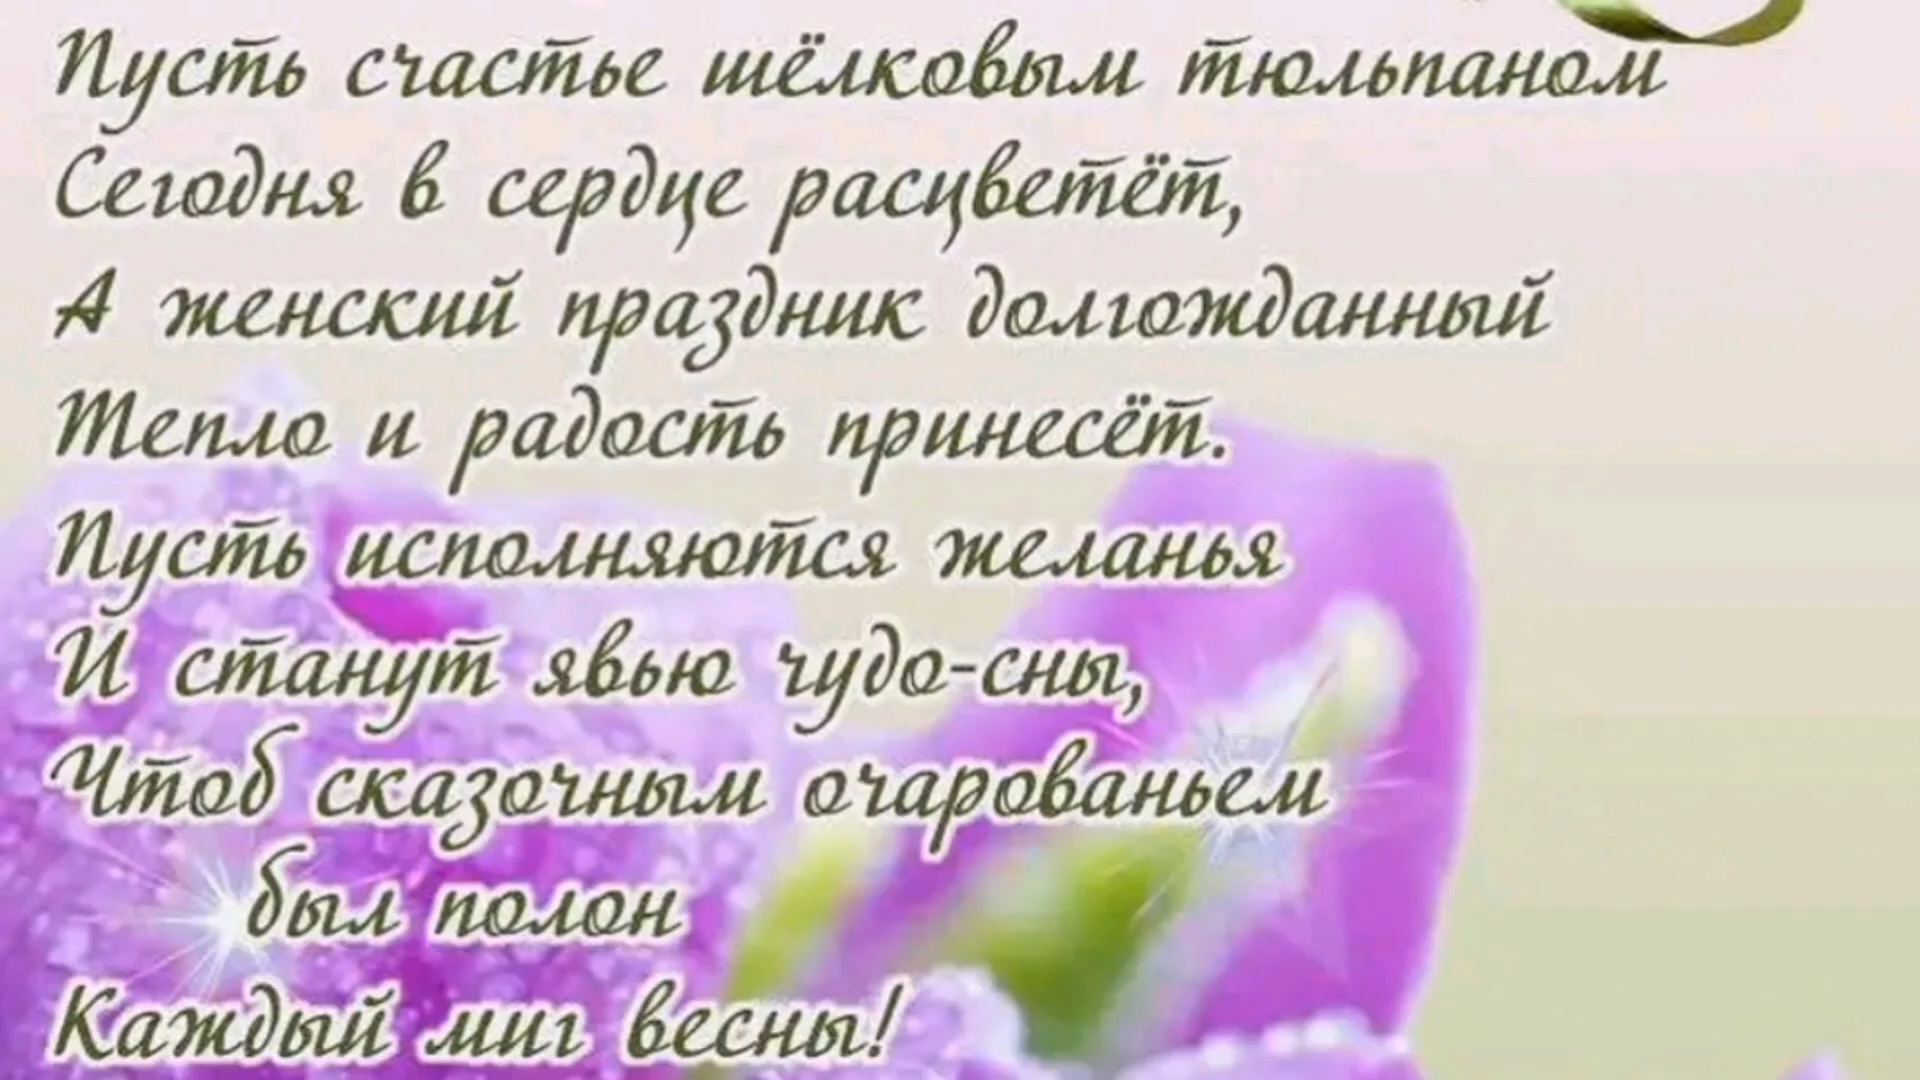 Пусть счастье шёлковым тюльпаном
Сегодня в сердце расцветёт,
А женский праздник долгожданный
Тепло и радость принесёт.
Пусть исполняются желанья
И станут явью чудо-сны,
Чтоб сказочным очарованьем
был полон
Каждый миг весны!